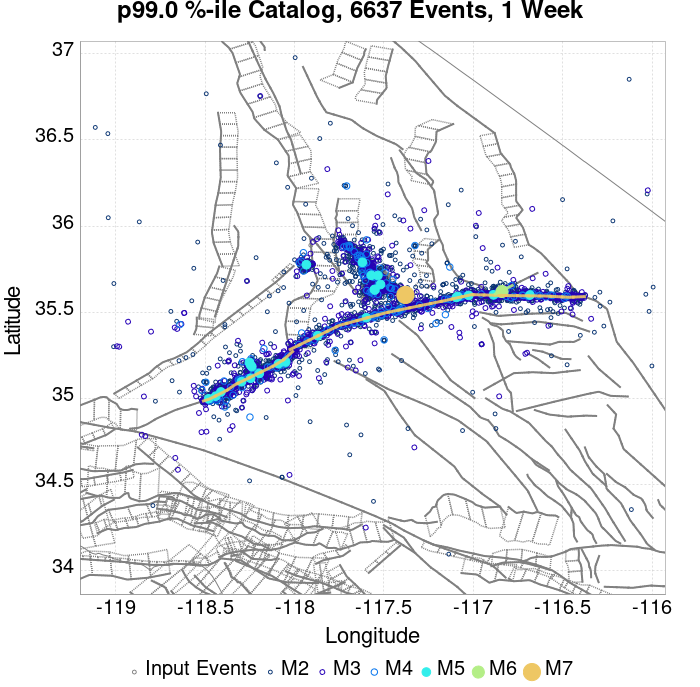 p99.0 %-ile Catalog, 6637 Events, 1 Week
37
36.5
36
35.5
35
34.5
34
Latitude
-119 -118.5 -118 -117.5 -117 -116.5 -116
Longitude
Input Events M2 M3 M4 M5 M6 M7